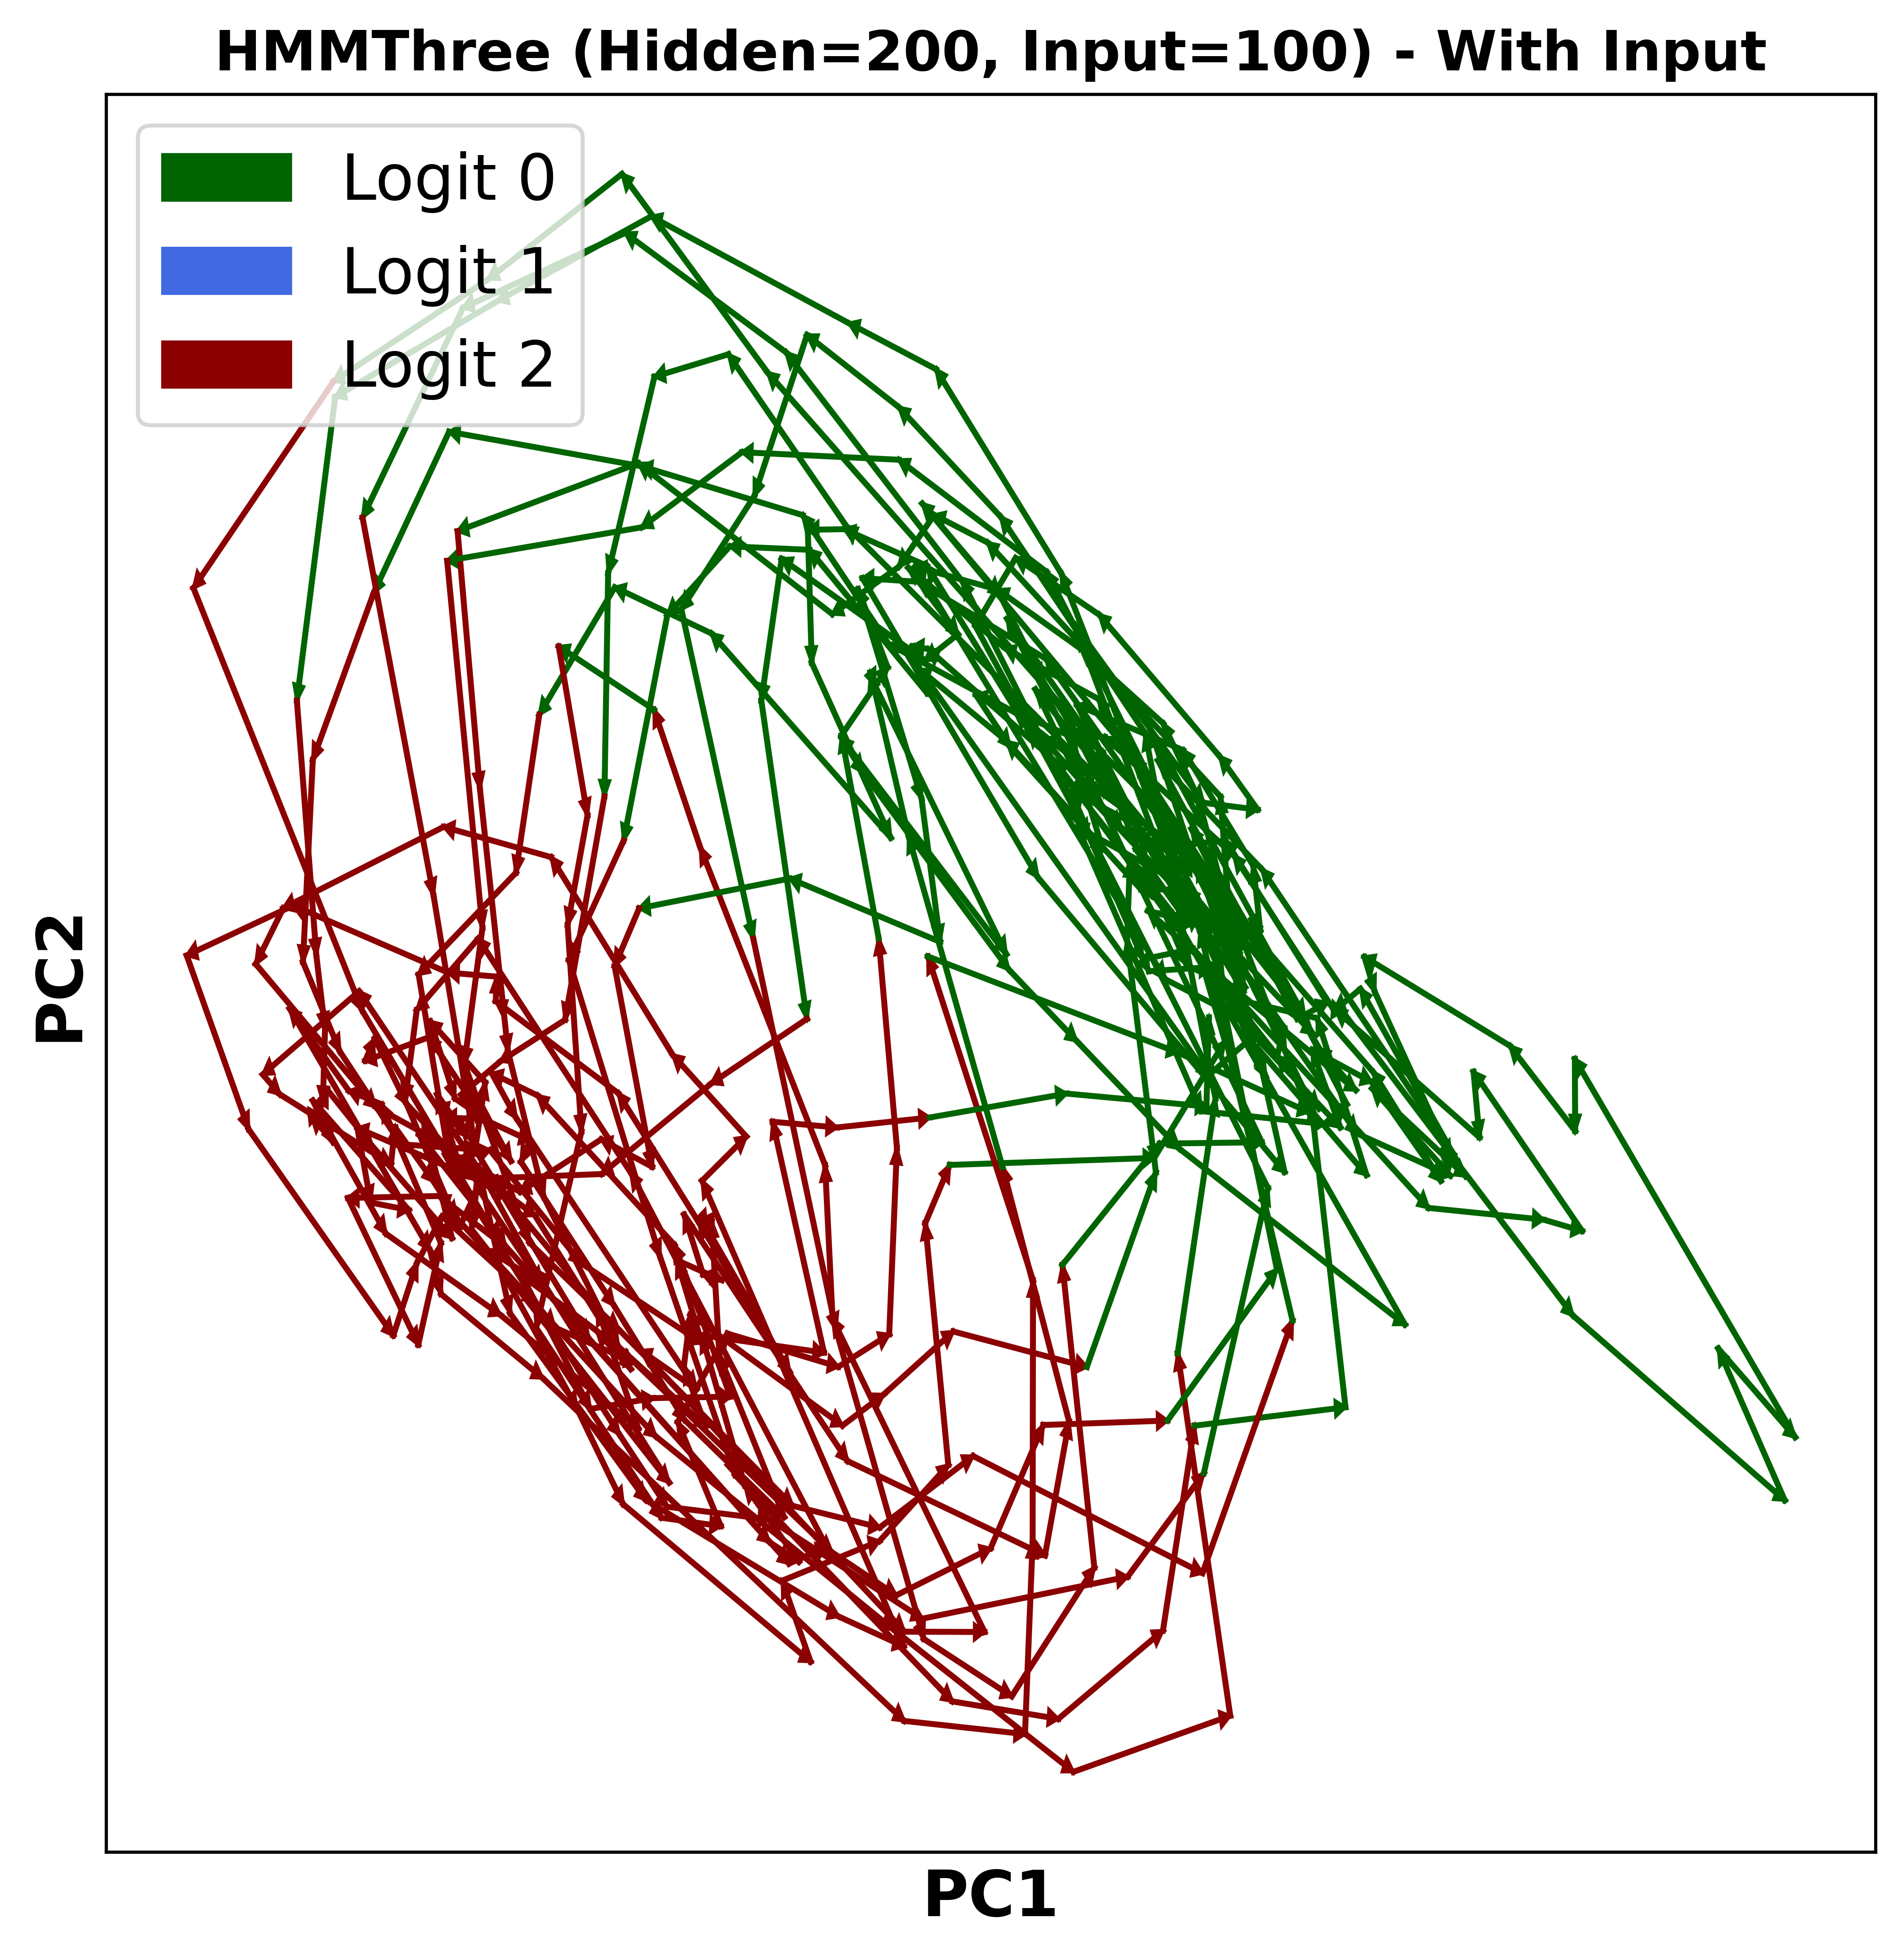 HMMThree (Hidden=200, Input=100) - With Input
Logit 0
Logit 1
Logit 2
PC2
PC1